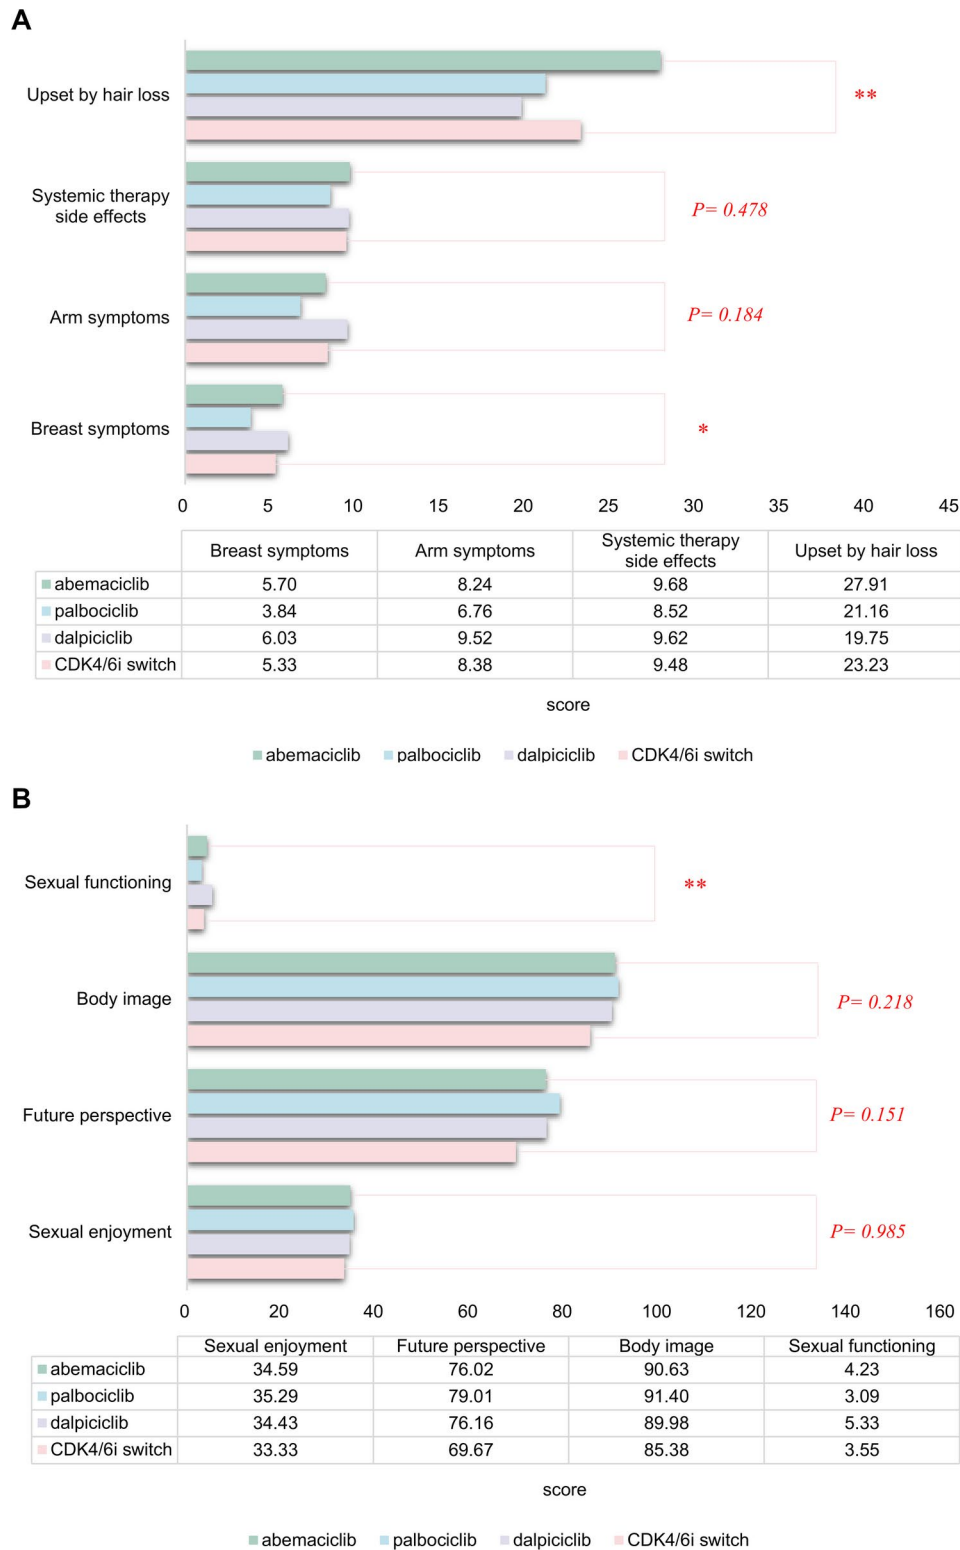 A
Upset by hair loss
**
Systemic therapy
side effects
P= 0.478
Arm symptoms
P= 0.184
Breast symptoms
*
0 5 10 15 20 25 30 35 40 45
Breast symptoms Arm symptoms Systemic therapy side effects Upset by hair loss
abemaciclib 5.70 8.24 9.68 27.91
palbociclib 3.84 6.76 8.52 21.16
dalpiciclib 6.03 9.52 9.62 19.75
CDK4/6i switch 5.33 8.38 9.48 23.23
score
abemaciclib palbociclib dalpiciclib CDK4/6i switch
B
Sexual functioning
**
Body image
P= 0.218
Future perspective
P= 0.151
Sexual enjoyment
P= 0.985
0 20 40 60 80 100 120 140 160
Sexual enjoyment Future perspective Body image Sexual functioning
abemaciclib 34.59 76.02 90.63 4.23
palbociclib 35.29 79.01 91.40 3.09
dalpiciclib 34.43 76.16 89.98 5.33
CDK4/6i switch 33.33 69.67 85.38 3.55
score
abemaciclib palbociclib dalpiciclib CDK4/6i switch